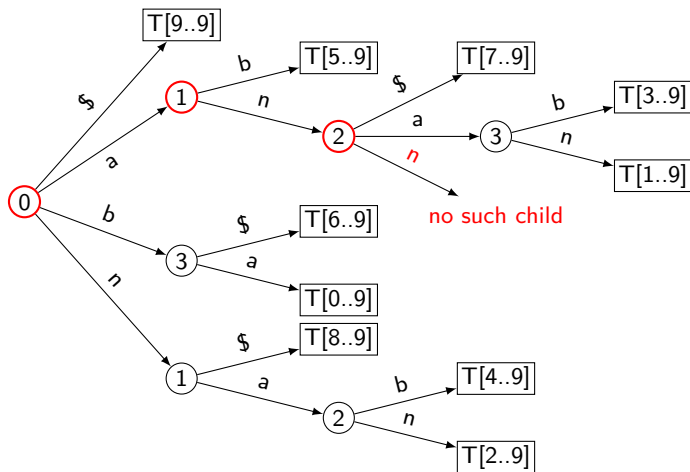 T[9..9]
$
1
b
T[5..9]
n
2
$
T[7..9]
a
3
b
T[3..9]
n
T[1..9]
n
no such child
0
a
b
3
$
T[6..9]
a
T[0..9]
n
1
$
T[8..9]
a
2
b
T[4..9]
n
T[2..9]